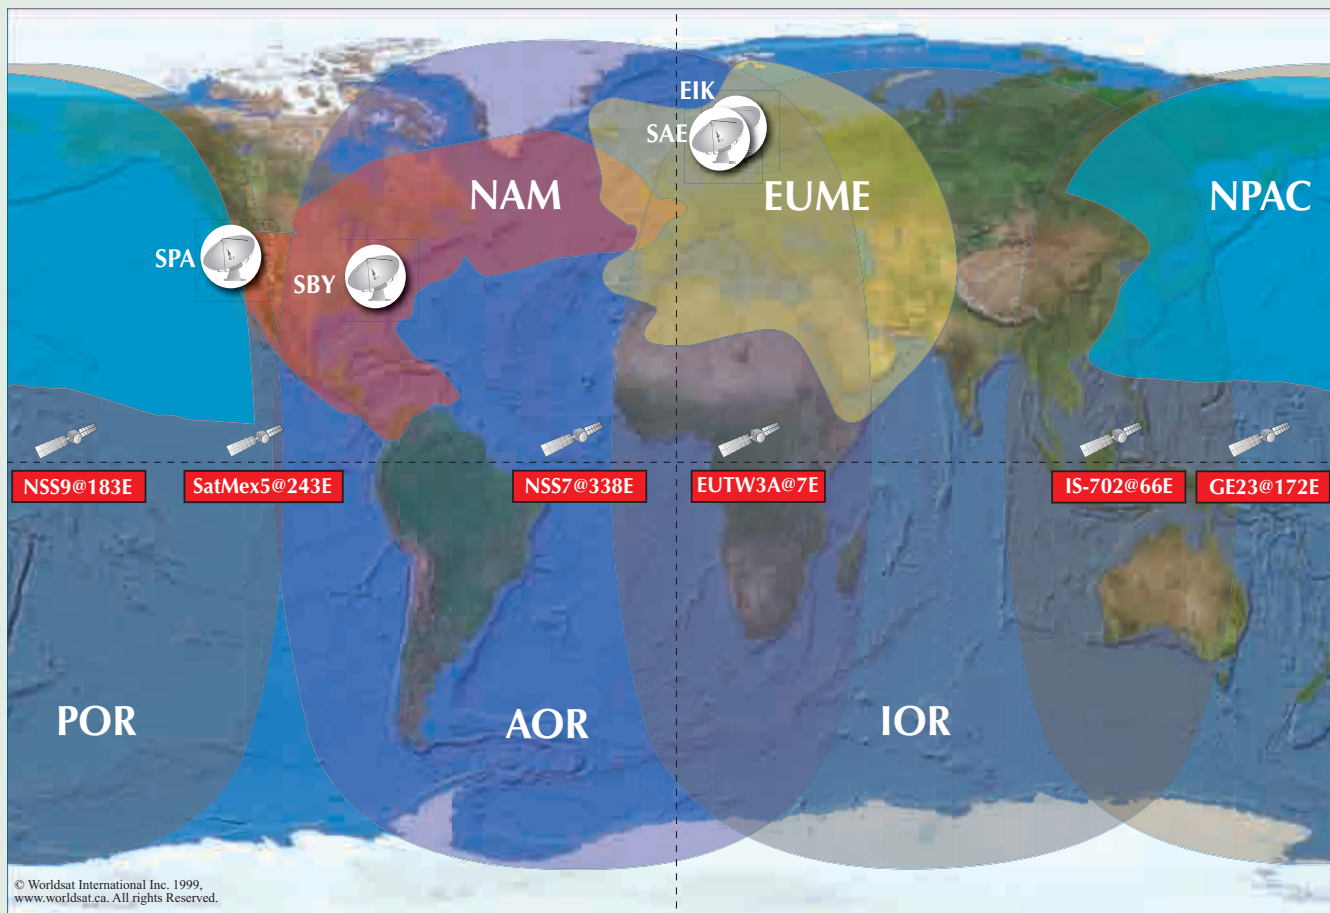 EIK
SAE
NAM
EUME
NPAC
SPA
SBY
NSS9@183E
SatMex5@243E
NSS7@338E
EUTW3A@7E
IS-702@66E
GE23@172E
POR
AOR
IOR
© Worldsat International Inc. 1999,
www.worldsat.ca. All rights Reserved.